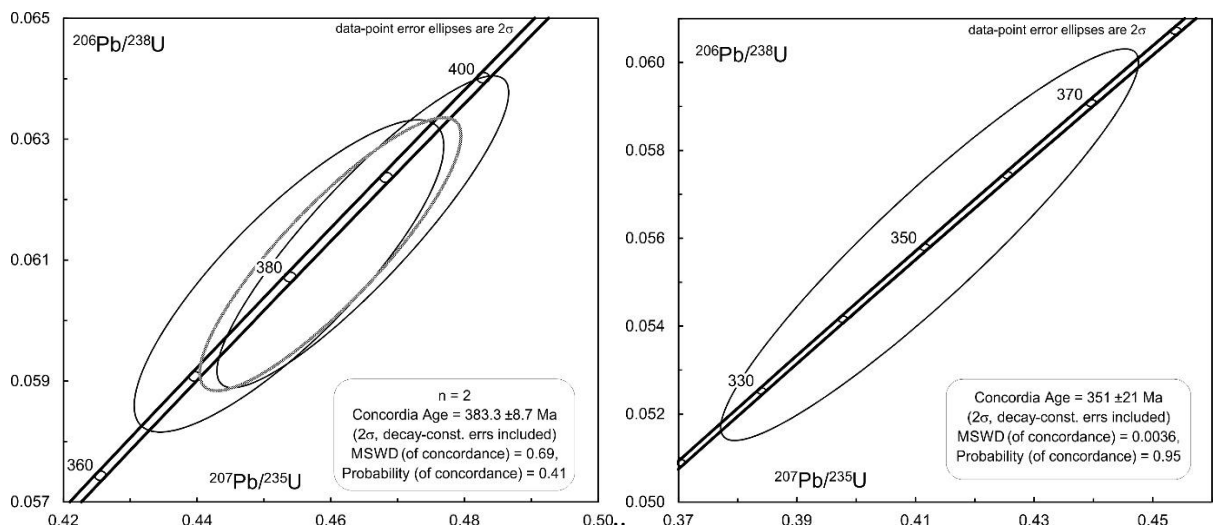 0.065
0.063
0.061
0.059
0.057
²⁰⁶Pb/²³⁸U
data-point error ellipses are 2σ
400
380
360
n = 2
Concordia Age = 383.3 ±8.7 Ma
(2σ, decay-const. errs included)
MSWD (of concordance) = 0.69,
Probability (of concordance) = 0.41
²⁰⁷Pb/²³⁵U
0.42 0.44 0.46 0.48 0.50
data-point error ellipses are 2σ
²⁰⁶Pb/²³⁸U
0.060
0.058
0.056
0.054
0.052
0.050
370
350
330
Concordia Age = 351 ±21 Ma
(2σ, decay-const. errs included)
MSWD (of concordance) = 0.0036,
Probability (of concordance) = 0.95
²⁰⁷Pb/²³⁵U
0.37 0.39 0.41 0.43 0.45